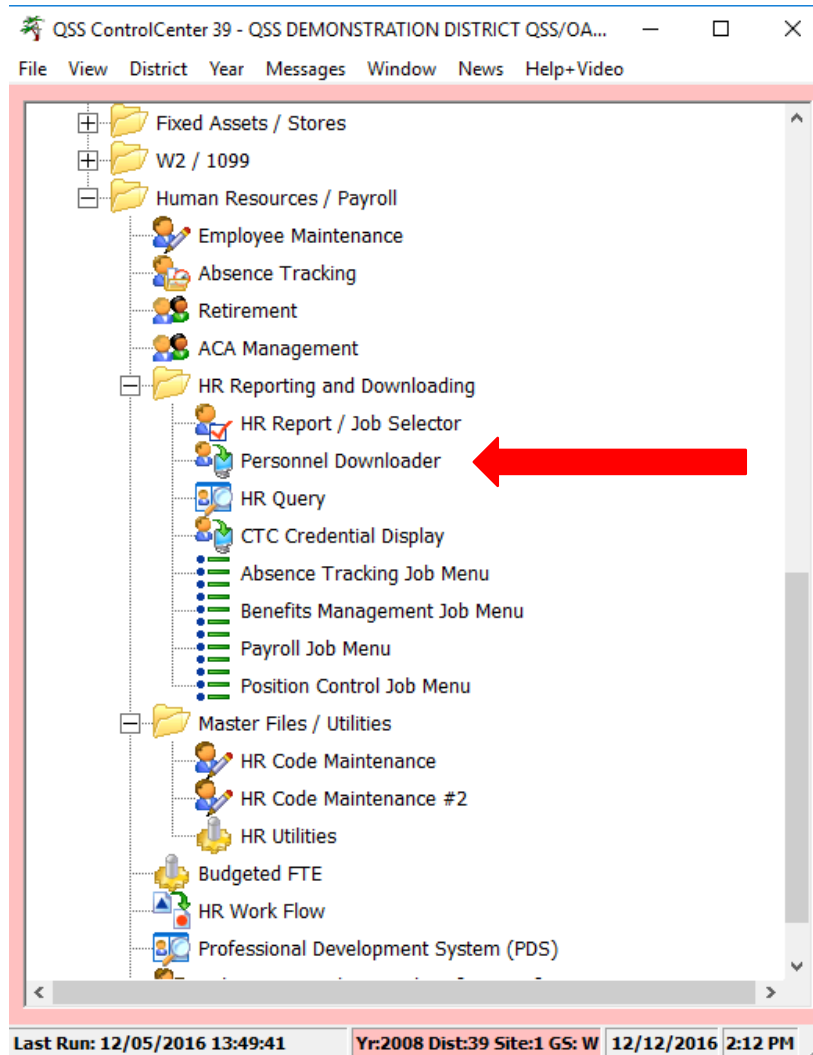 QSS ControlCenter 39 - QSS DEMONSTRATION DISTRICT QSS/OA...
File View District Year Messages Window News Help+Video
Fixed Assets / Stores
W2 / 1099
Human Resources / Payroll
Employee Maintenance
Absence Tracking
Retirement
ACA Management
HR Reporting and Downloading
HR Report / Job Selector
Personnel Downloader
HR Query
CTC Credential Display
Absence Tracking Job Menu
Benefits Management Job Menu
Payroll Job Menu
Position Control Job Menu
Master Files / Utilities
HR Code Maintenance
HR Code Maintenance #2
HR Utilities
Budgeted FTE
HR Work Flow
Professional Development System (PDS)
Last Run: 12/05/2016 13:49:41 Yr:2008 Dist:39 Site:1 GS: W 12/12/2016 2:12 PM